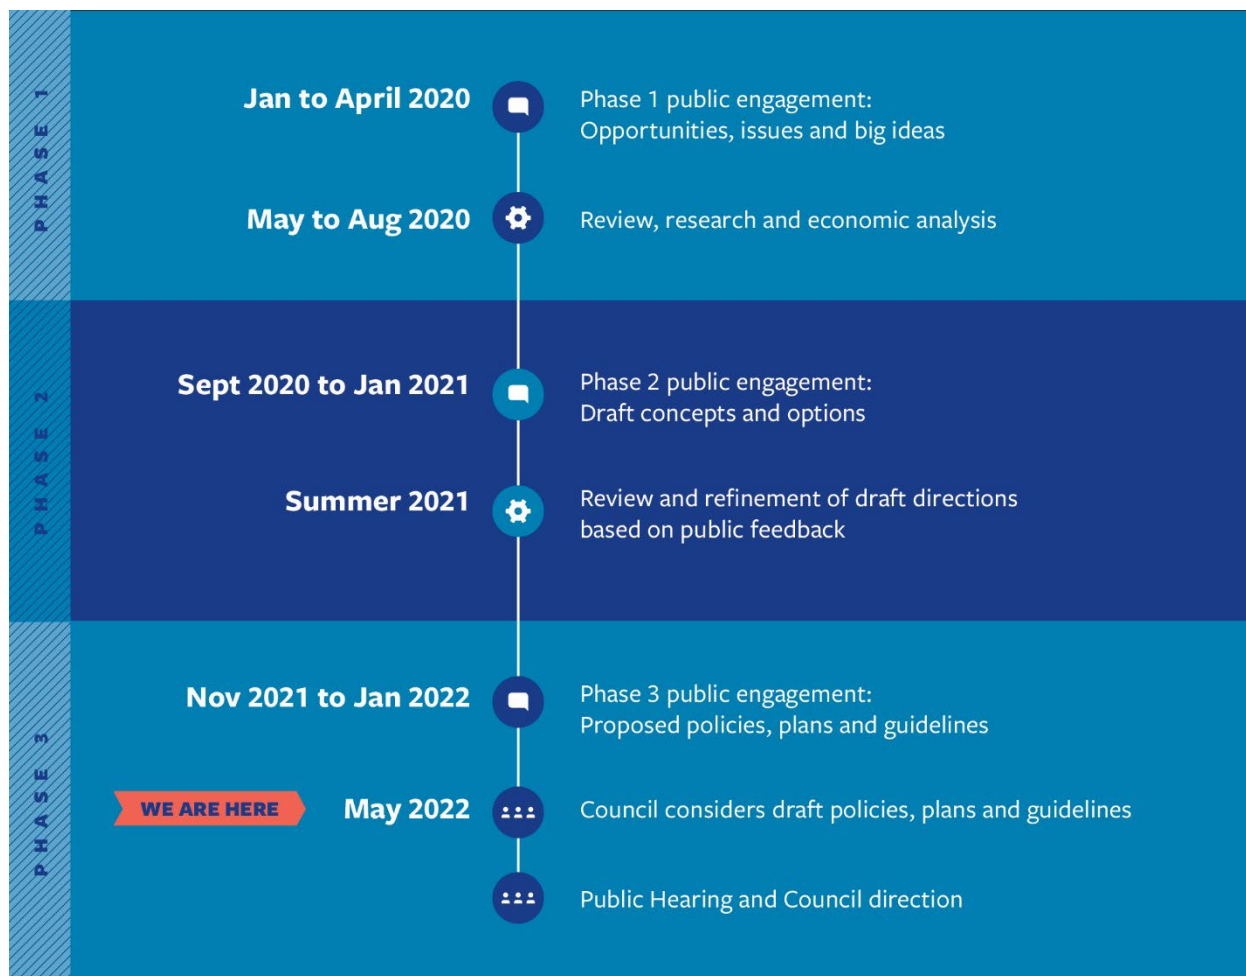 PHASE 1
Jan to April 2020
Phase 1 public engagement:
Opportunities, issues and big ideas
May to Aug 2020
Review, research and economic analysis
PHASE 2
Sept 2020 to Jan 2021
Phase 2 public engagement:
Draft concepts and options
Summer 2021
Review and refinement of draft directions
based on public feedback
PHASE 3
Nov 2021 to Jan 2022
Phase 3 public engagement:
Proposed policies, plans and guidelines
WE ARE HERE
May 2022
Council considers draft policies, plans and guidelines
Public Hearing and Council direction